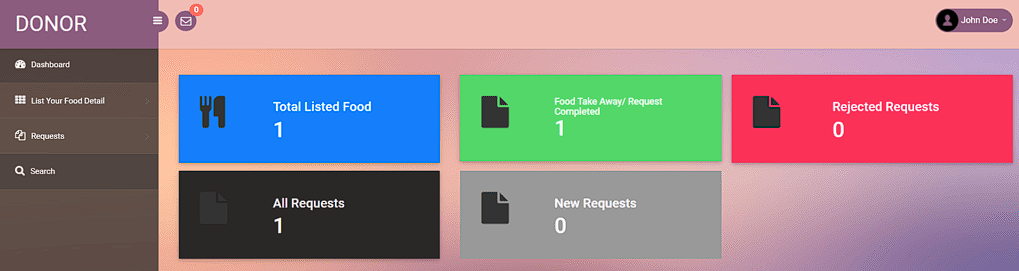 DONOR
0
John Doe
Dashboard
List Your Food Detail
Requests
Search
Total Listed Food
1
Food Take Away/ Request
Completed
1
Rejected Requests
0
All Requests
1
New Requests
0